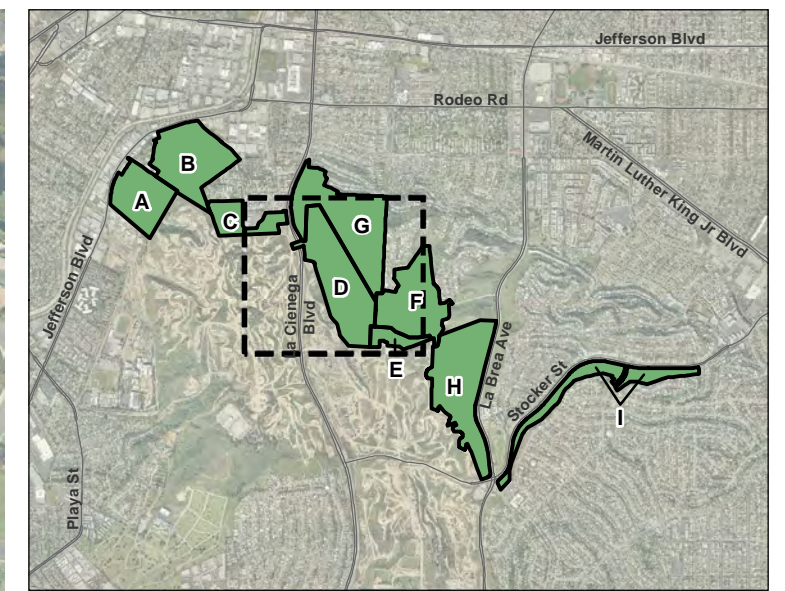 Jefferson Blvd
Rodeo Rd
Martin Luther King Jr Blvd
B
A
C
G
Jefferson Blvd
D
La Cienega
Blvd
F
E
H
La Brea Ave
Stocker St
I
Playa St